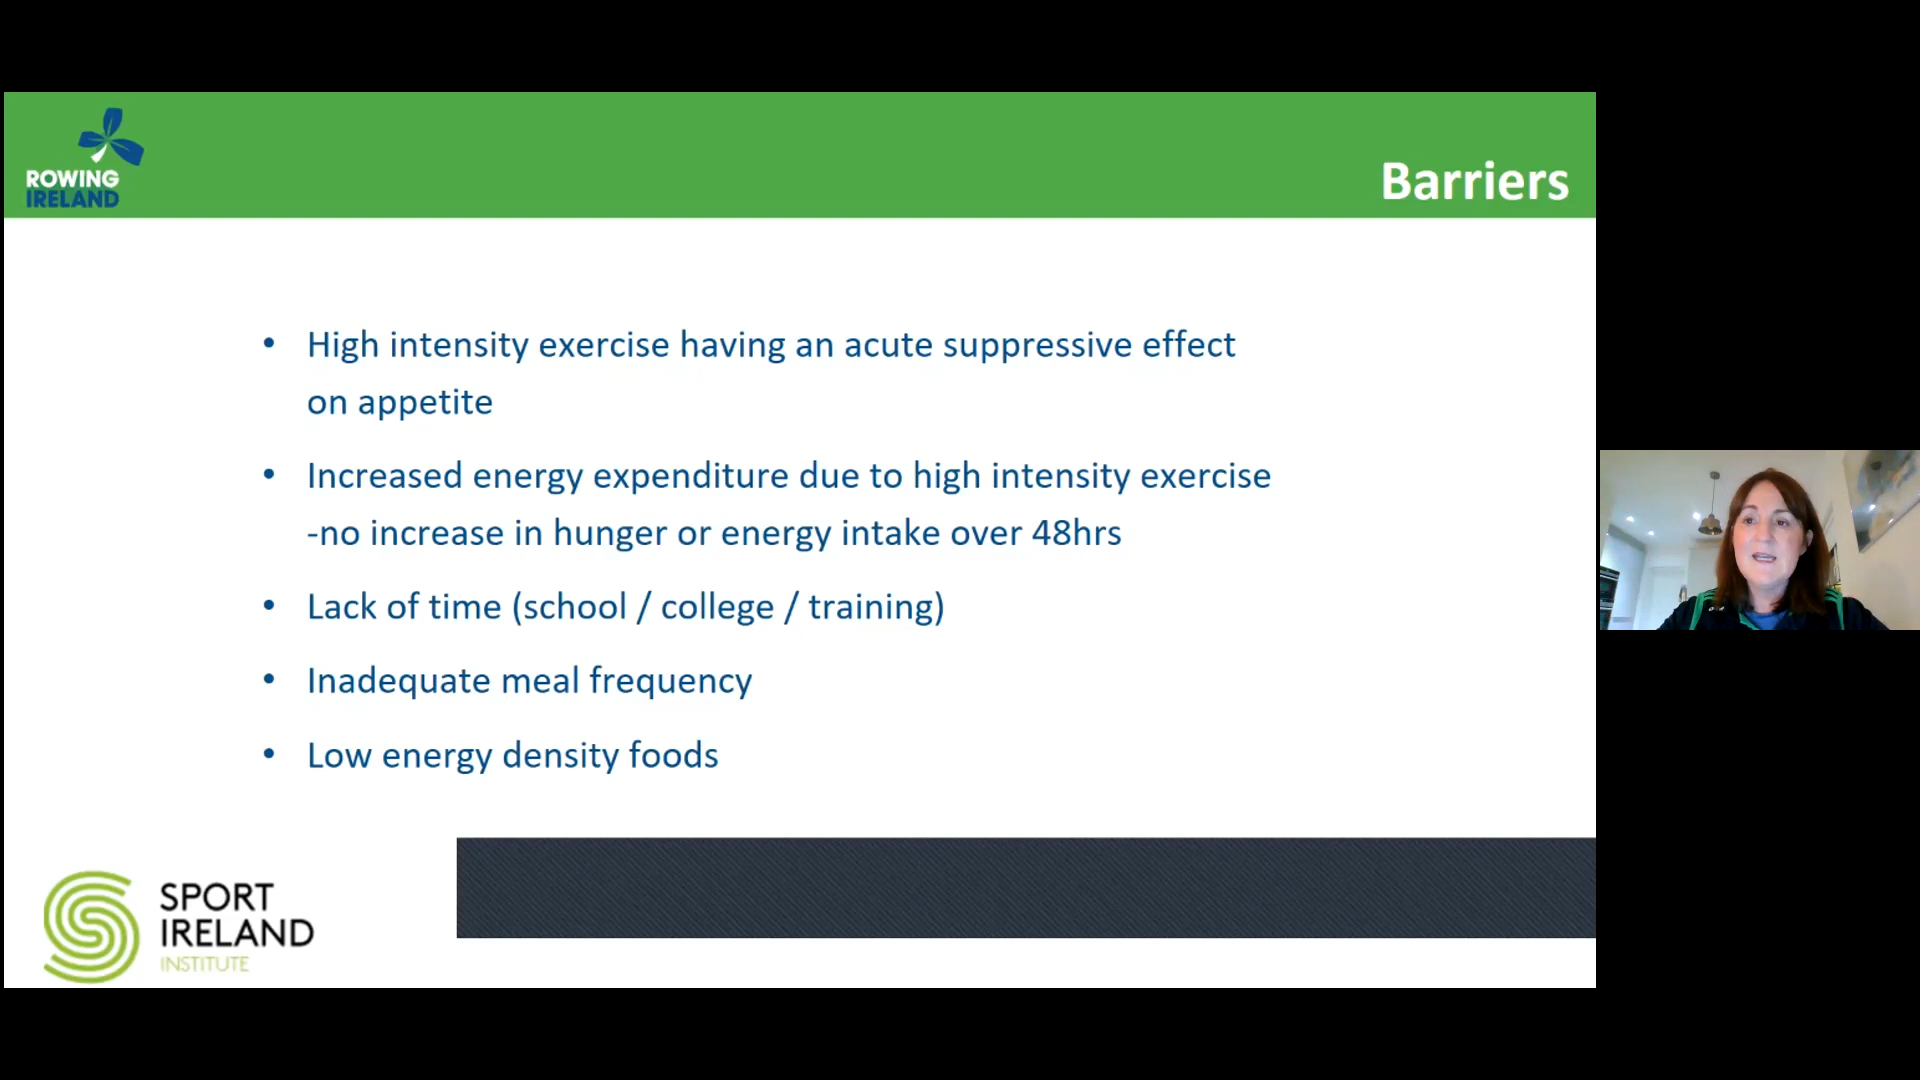 ROWING
IRELAND
Barriers
• High intensity exercise having an acute suppressive effect
on appetite
• Increased energy expenditure due to high intensity exercise
-no increase in hunger or energy intake over 48hrs
• Lack of time (school / college / training)
• Inadequate meal frequency
• Low energy density foods
SPORT
IRELAND
INSTITUTE